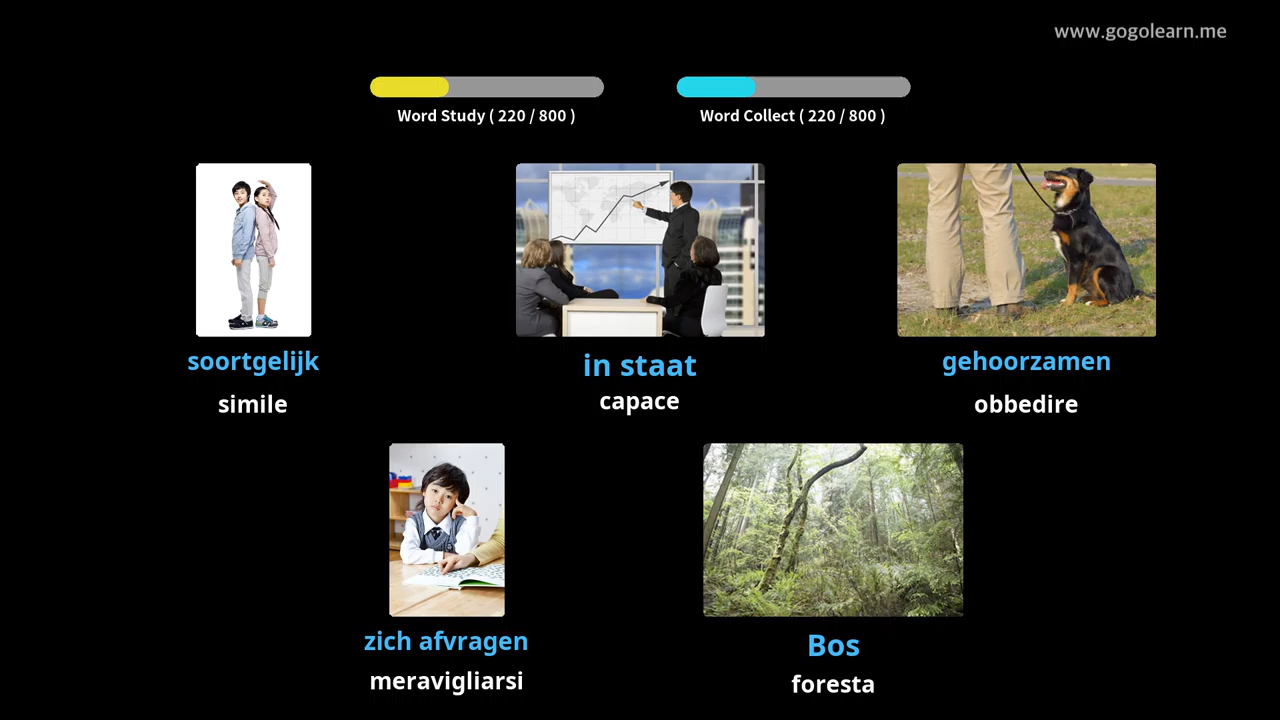 www.gogolearn.me
Word Study ( 220 / 800 )
Word Collect ( 220 / 800 )
soortgelijk
simile
in staat
capace
gehoorzamen
obbedire
zich afvragen
meravigliarsi
Bos
foresta